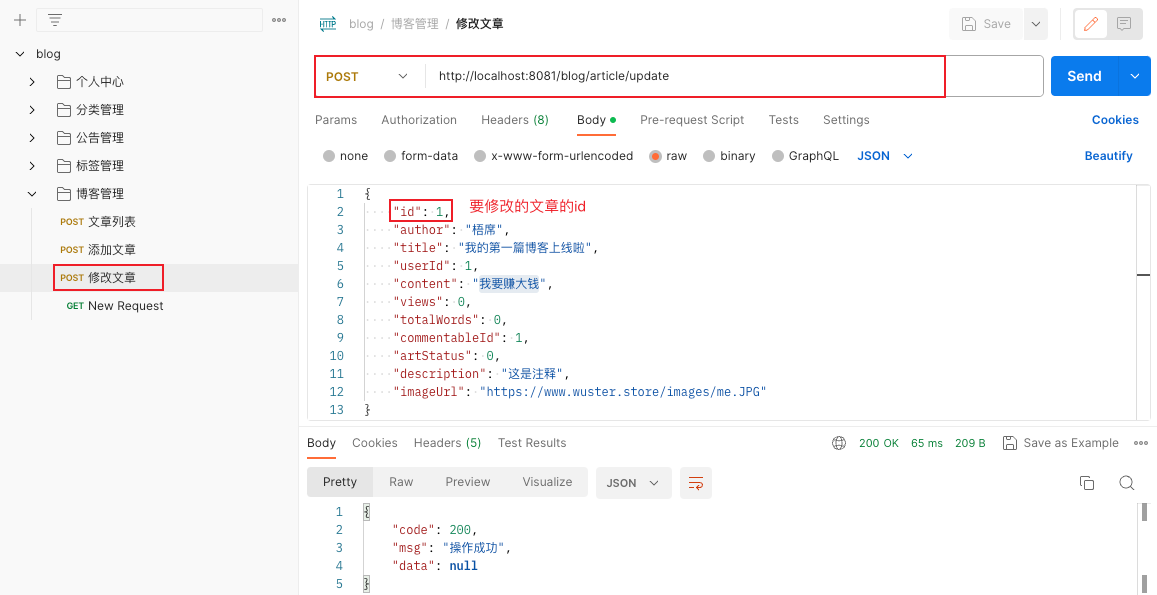 HTTP blog / 博客管理 / 修改文章 Save
blog
个人中心
分类管理
公告管理
标签管理
博客管理
POST 文章列表
POST 添加文章
POST 修改文章
GET New Request
POST http://localhost:8081/blog/article/update Send
Params Authorization Headers (8) Body Pre-request Script Tests Settings Cookies
none form-data x-www-form-urlencoded raw binary GraphQL JSON Beautify
1 {
2 "id": 1, 要修改的文章的id
3 "author": "梧席",
4 "title": "我的第一篇博客上线啦",
5 "userId": 1,
6 "content": "我要赚大钱",
7 "views": 0,
8 "totalWords": 0,
9 "commentableId": 1,
10 "artStatus": 0,
11 "description": "这是注释",
12 "imageUrl": "https://www.wuster.store/images/me.JPG"
13 }
Body Cookies Headers (5) Test Results 200 OK 65 ms 209 B Save as Example
Pretty Raw Preview Visualize JSON
1 {
2 "code": 200,
3 "msg": "操作成功",
4 "data": null
5 }